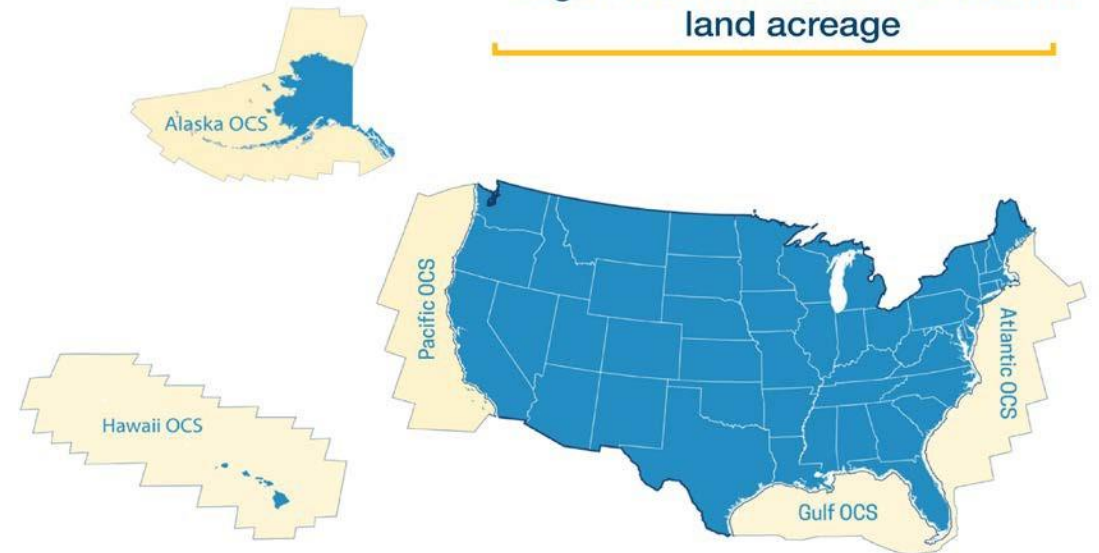 land acreage
Alaska OCS
Pacific OCS
Atlantic OCS
Hawaii OCS
Gulf OCS